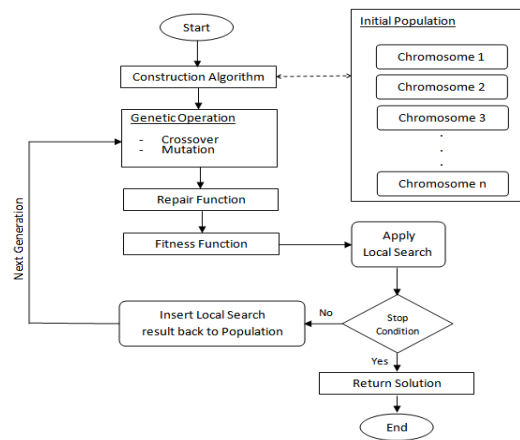 Start
Initial Population
Construction Algorithm
Chromosome 1
Chromosome 2
Chromosome 3
Chromosome n
Genetic Operation
- Crossover
- Mutation
Repair Function
Fitness Function
Apply
Local Search
Next Generation
Insert Local Search
result back to Population
No
Stop
Condition
Yes
Return Solution
End